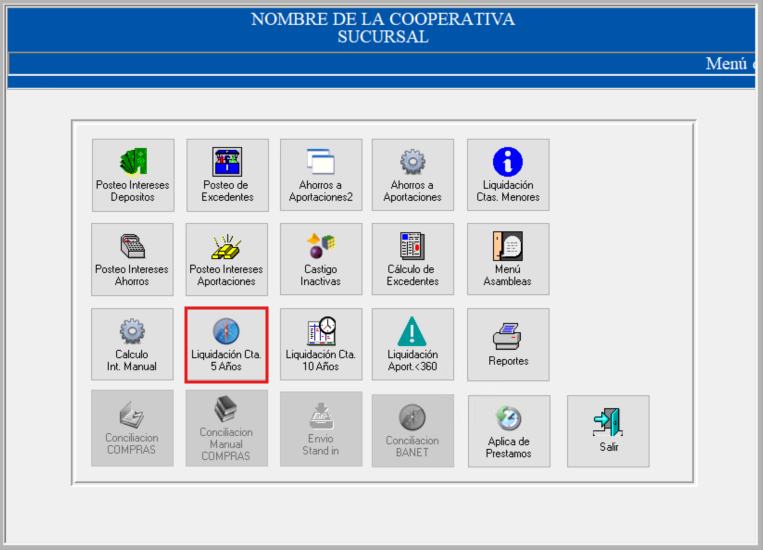 NOMBRE DE LA COOPERATIVA
SUCURSAL
Menú
Posteo Intereses
Depositos
Posteo de
Excedentes
Ahorros a
Aportaciones2
Ahorros a
Aportaciones
Liquidación
Ctas. Menores
Posteo Intereses
Ahorros
Posteo Intereses
Aportaciones
Castigo
Inactivas
Cálculo de
Excedentes
Menú
Asambleas
Calculo
Int. Manual
Liquidación Cta.
5 Años
Liquidación Cta.
10 Años
Liquidación
Aport.<360
Reportes
Conciliacion
COMPRAS
Conciliacion
Manual
COMPRAS
Envio
Stand in
Conciliacion
BANET
Aplica de
Prestamos
Salir